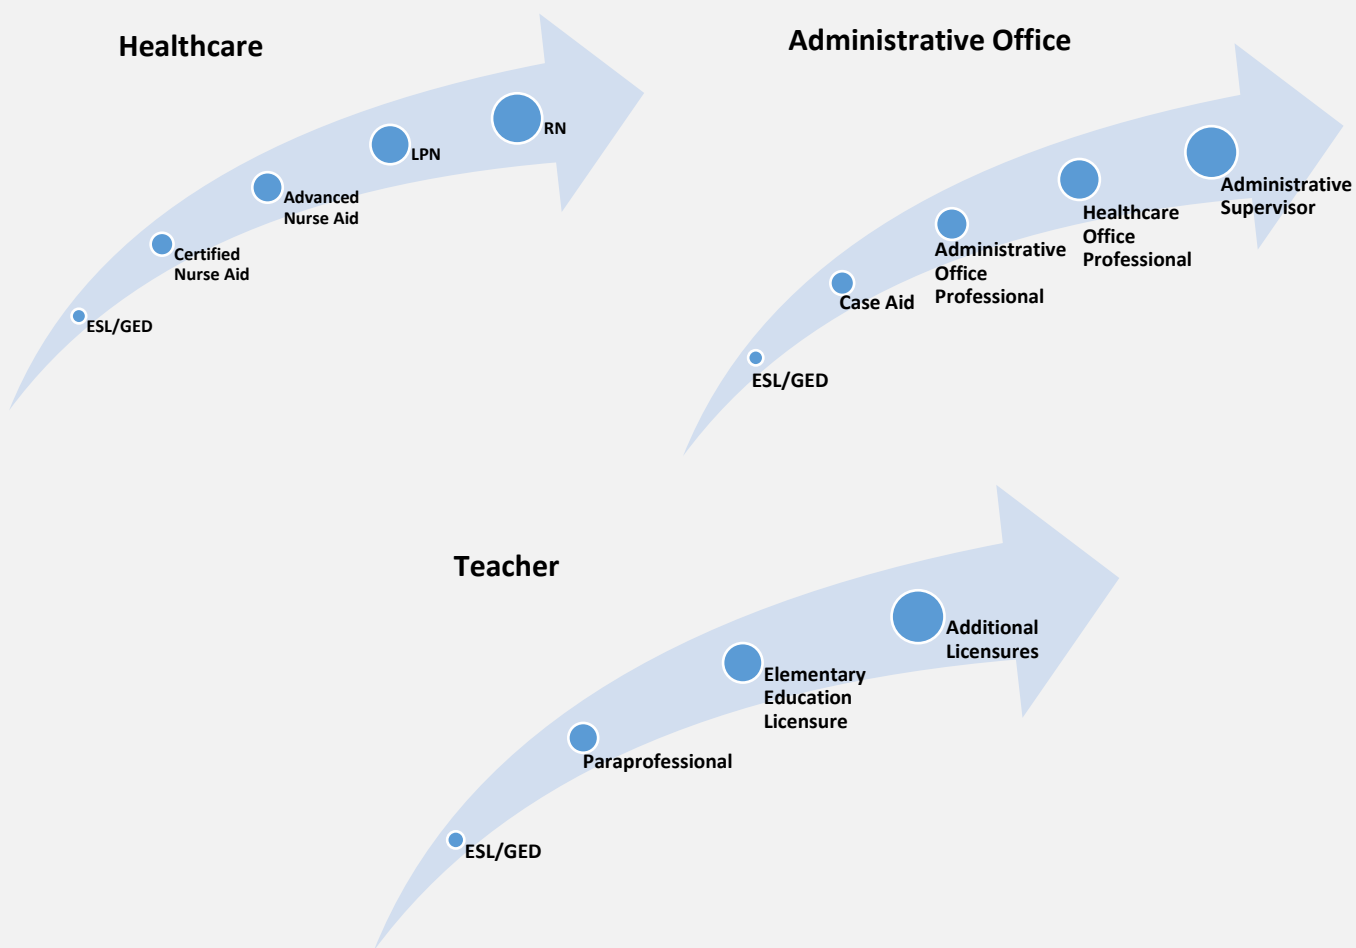 Healthcare
RN
LPN
Advanced
Nurse Aid
Certified
Nurse Aid
ESL/GED
Administrative Office
Administrative
Supervisor
Healthcare
Office
Professional
Administrative
Office
Professional
Case Aid
ESL/GED
Teacher
Additional
Licensures
Elementary
Education
Licensure
Paraprofessional
ESL/GED